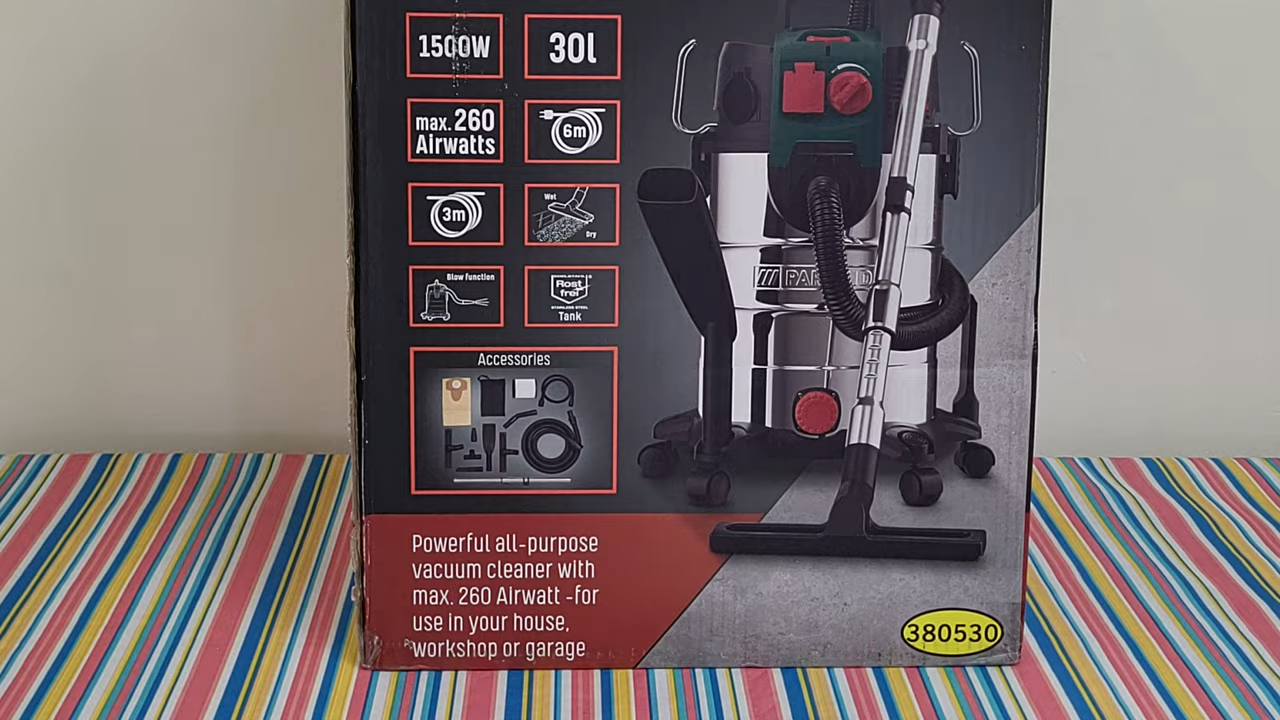 1500W
30l
max. 260
Airwatts
6m
3m
Wet
Dry
Blow function
EDELSTAHL
Rost
frei
STAINLESS STEEL
Tank
Accessories
Powerful all-purpose
vacuum cleaner with
max. 260 Airwatt -for
use in your house,
workshop or garage
380530